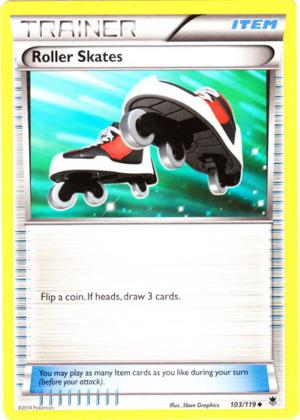 TRAINER
ITEM
Roller Skates
Flip a coin. If heads, draw 3 cards.
You may play as many Item cards as you like during your turn
(before your attack).
©2014 Pokémon
Illus. 5ban Graphics
103/119